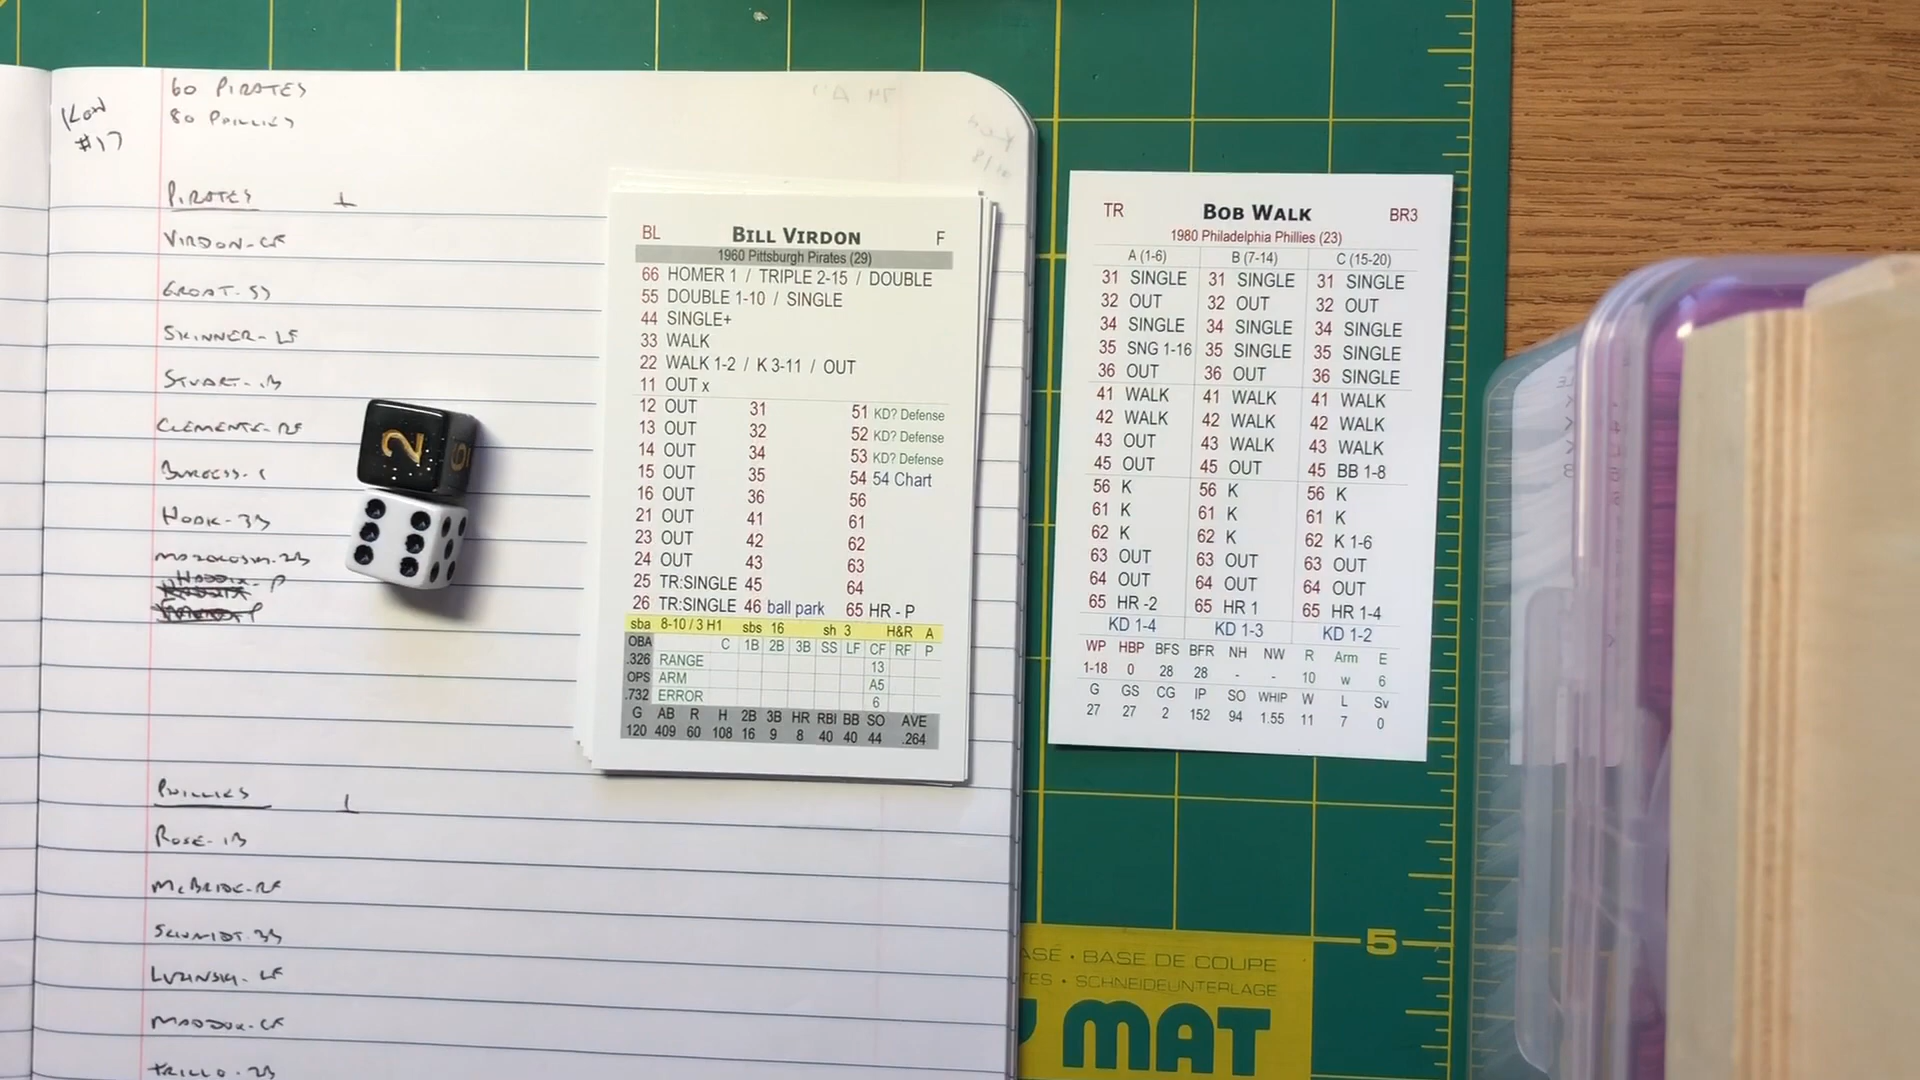 60 PIRATES
80 PHILLIES
#17
PIRATES 1
VIRDON-CF
GROAT-SS
SKINNER-LF
STUART-1B
CLEMENTE-RF
BURGESS-C
HOAK-3B
MAZEROSKI-2B
HADDIX-P
PHILLIES 1
ROSE-1B
McBRIDE-RF
SCHMIDT-3B
LUZINSKI-LF
MADDOX-CF
TRILLO-2B
2
BL BILL VIRDON F
1960 Pittsburgh Pirates (29)
66 HOMER 1 / TRIPLE 2-15 / DOUBLE
55 DOUBLE 1-10 / SINGLE
44 SINGLE+
33 WALK
22 WALK 1-2 / K 3-11 / OUT
11 OUT x
12 OUT 31 51 KD? Defense
13 OUT 32 52 KD? Defense
14 OUT 34 53 KD? Defense
15 OUT 35 54 54 Chart
16 OUT 36 56
21 OUT 41 61
23 OUT 42 62
24 OUT 43 63
25 TR:SINGLE 45 64
26 TR:SINGLE 46 ball park 65 HR - P
sba 8-10 / 3 H1 sbs 16 sh 3 H&R A
OBA C 1B 2B 3B SS LF CF RF P
.326 RANGE 13
OPS ARM A5
.732 ERROR 6
G AB R H 2B 3B HR RBI BB SO AVE
120 409 60 108 16 9 8 40 40 44 .264
TR BOB WALK BR3
1980 Philadelphia Phillies (23)
A (1-6) B (7-14) C (15-20)
31 SINGLE 31 SINGLE 31 SINGLE
32 OUT 32 OUT 32 OUT
34 SINGLE 34 SINGLE 34 SINGLE
35 SNG 1-16 35 SINGLE 35 SINGLE
36 OUT 36 OUT 36 SINGLE
41 WALK 41 WALK 41 WALK
42 WALK 42 WALK 42 WALK
43 OUT 43 WALK 43 WALK
45 OUT 45 OUT 45 BB 1-8
56 K 56 K 56 K
61 K 61 K 61 K
62 K 62 K 62 K 1-6
63 OUT 63 OUT 63 OUT
64 OUT 64 OUT 64 OUT
65 HR -2 65 HR 1 65 HR 1-4
KD 1-4 KD 1-3 KD 1-2
WP HBP BFS BFR NH NW R Arm E
1-18 0 28 28 - - 10 w 6
G GS CG IP SO WHIP W L Sv
27 27 2 152 94 1.55 11 7 0
5
BASE DE COUPE
SCHNEIDEUNTERLAGE
MAT